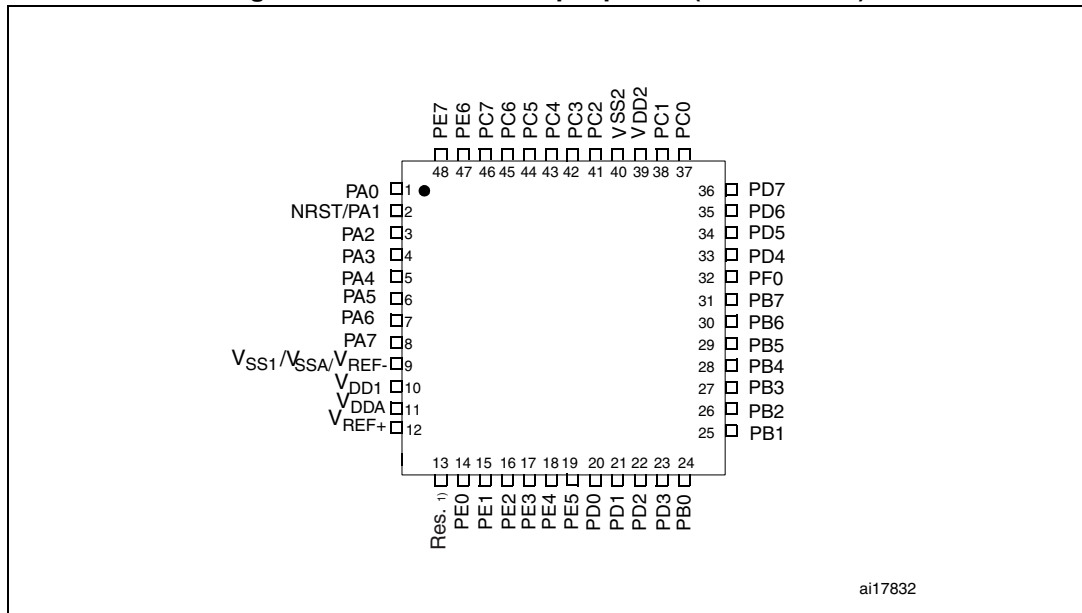 PE7 PE6 PC7 PC6 PC5 PC4 PC3 PC2 VSS2 VDD2 PC1 PC0
48 47 46 45 44 43 42 41 40 39 38 37
PA0 1 36 PD7
NRST/PA1 2 35 PD6
PA2 3 34 PD5
PA3 4 33 PD4
PA4 5 32 PF0
PA5 6 31 PB7
PA6 7 30 PB6
PA7 8 29 PB5
VSS1/VSSA/VREF- 9 28 PB4
VDD1 10 27 PB3
VDDA 11 26 PB2
VREF+ 12 25 PB1
13 14 15 16 17 18 19 20 21 22 23 24
Res. 1) PE0 PE1 PE2 PE3 PE4 PE5 PD0 PD1 PD2 PD3 PB0
ai17832